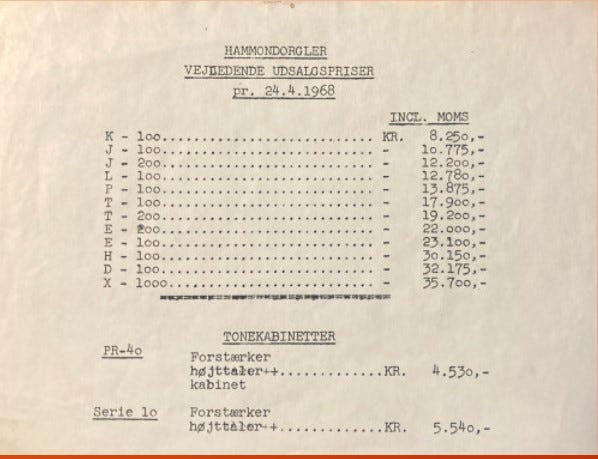 HAMMONDORGLER
VEJLEDENDE UDSALGSPRISER
pr. 24.4.1968
INCL. MOMS
K - 100..............................KR. 8.250,-
J - 100..............................- 10.775,-
J - 200..............................- 12.200,-
L - 100..............................- 12.780,-
P - 100..............................- 13.875,-
T - 100..............................- 17.900,-
T - 200..............................- 19.200,-
E - 200..............................- 22.000,-
E - 100..............................- 23.100,-
H - 100..............................- 30.150,-
D - 100..............................- 32.175,-
X - 1000.............................- 35.700,-
TONEKABINETTER
PR-40 Forstærker
højttaler++.............KR. 4.530,-
kabinet
Serie 10 Forstærker
højttaler++.............KR. 5.540,-